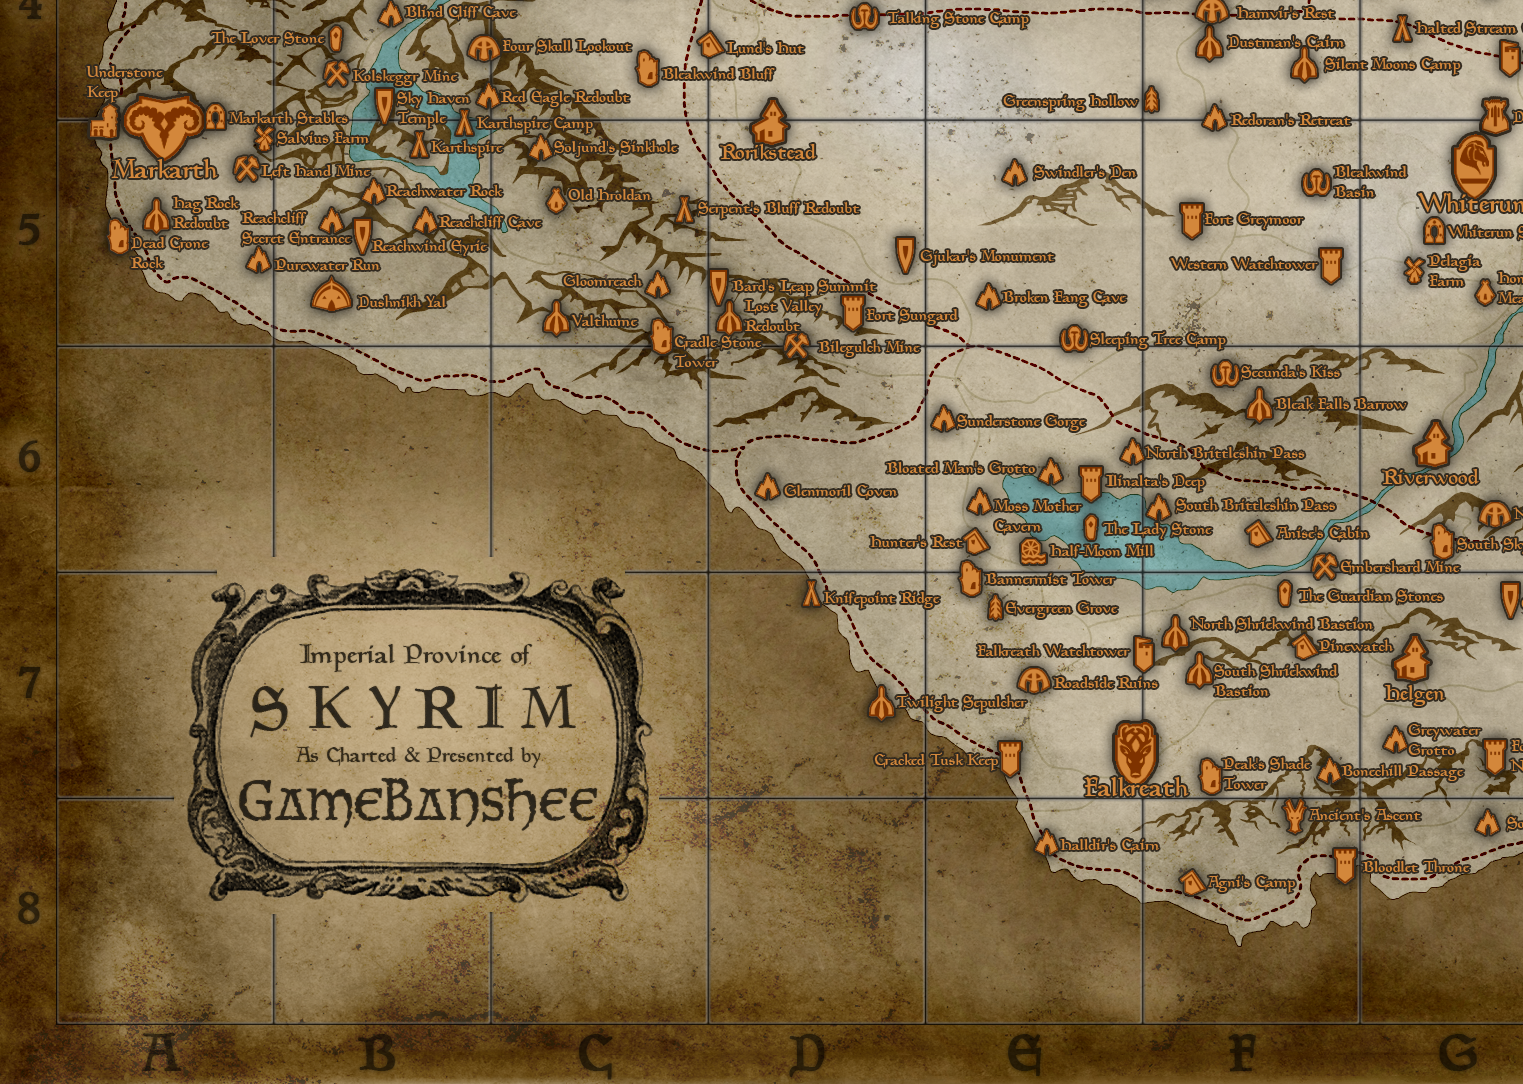 4
Blind Cliff Cave
Talking Stone Camp
Hamvir's Rest
Halted Stream
The Lover Stone
Four Skull Lookout
Lund's Hut
Dustman's Cairn
Understone
Keep
Kolskeggr Mine
Bleakwind Bluff
Silent Moons Camp
Sky Haven
Temple
Red Eagle Redoubt
Greenspring Hollow
Markarth Stables
Karthspire Camp
Redoran's Retreat
Salvius Farm
Karthspire
Soljund's Sinkhole
Rorikstead
Markarth
Left Hand Mine
Swindler's Den
Bleakwind
Basin
Reachwater Rock
Old Hroldan
Whiterun
Hag Rock
Redoubt
Serpent's Bluff Redoubt
5
Reachcliff
Secret Entrance
Reachcliff Cave
Fort Greymoor
Whiterun S
Dead Crone
Rock
Reachwind Eyrie
Gjukar's Monument
Purewater Run
Western Watchtower
Pelagia
Farm
Hon
Mea
Gloomreach
Bard's Leap Summit
Dushnikh Yal
Broken Fang Cave
Lost Valley
Redoubt
Fort Sungard
Valthume
Cradle Stone
Tower
Bilegulch Mine
Sleeping Tree Camp
Secunda's Kiss
Bleak Falls Barrow
Sunderstone Gorge
6
North Brittleshin Pass
Bloated Man's Grotto
Riverwood
Ilinalta's Deep
Glenmoril Coven
Moss Mother
Cavern
South Brittleshin Pass
The Lady Stone
Anise's Cabin
Hunter's Rest
Half-Moon Mill
South Sk
Embershard Mine
Bannermist Tower
Knifepoint Ridge
Evergreen Grove
The Guardian Stones
North Shrickwind Bastion
Imperial Province of
Falkreath Watchtower
Pinewatch
7
SKYRIM
Roadside Ruins
South Shrickwind
Bastion
Helgen
Twilight Sepulcher
As Charted & Presented by
Greywater
Grotto
Cracked Tusk Keep
Peak's Shade
Tower
Bonechill Passage
Falkreath
GameBanshee
Ancient's Ascent
Halldir's Cairn
Bloodlet Throne
Agni's Camp
8
A B C D E F G